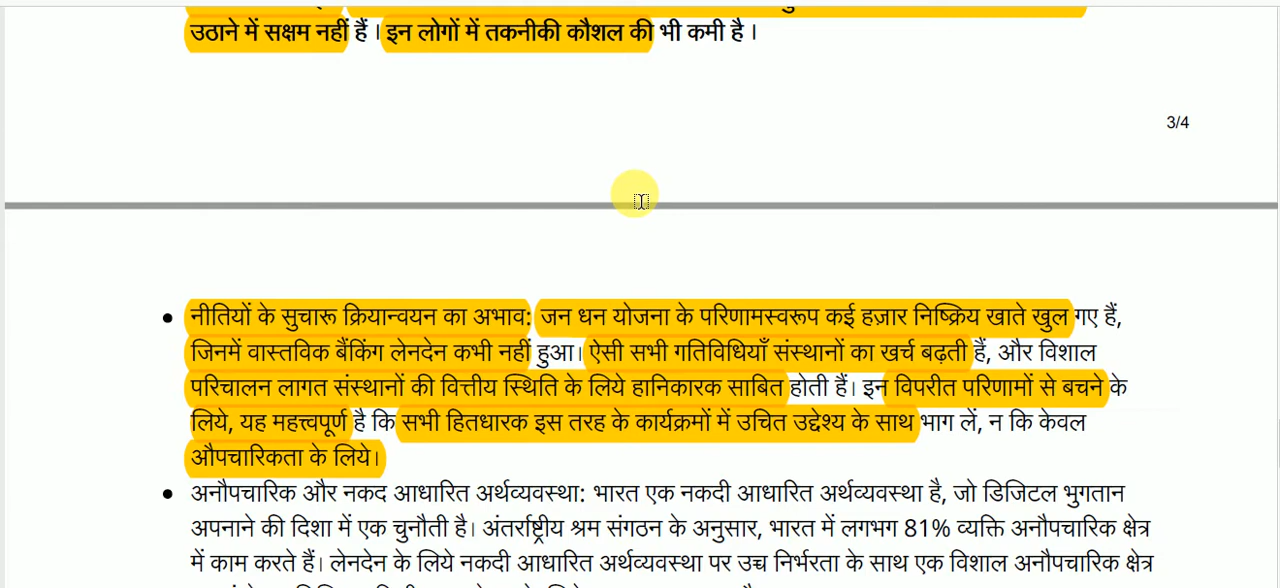 उठाने में सक्षम नहीं हैं । इन लोगों में तकनीकी कौशल की भी कमी है ।
3/4
● नीतियों के सुचारू क्रियान्वयन का अभाव: जन धन योजना के परिणामस्वरूप कई हज़ार निष्क्रिय खाते खुल गए हैं,
जिनमें वास्तविक बैंकिंग लेनदेन कभी नहीं हुआ। ऐसी सभी गतिविधियाँ संस्थानों का खर्च बढ़ती हैं, और विशाल
परिचालन लागत संस्थानों की वित्तीय स्थिति के लिये हानिकारक साबित होती हैं। इन विपरीत परिणामों से बचने के
लिये, यह महत्त्वपूर्ण है कि सभी हितधारक इस तरह के कार्यक्रमों में उचित उद्देश्य के साथ भाग लें, न कि केवल
औपचारिकता के लिये।
● अनौपचारिक और नकद आधारित अर्थव्यवस्था: भारत एक नकदी आधारित अर्थव्यवस्था है, जो डिजिटल भुगतान
अपनाने की दिशा में एक चुनौती है। अंतर्राष्ट्रीय श्रम संगठन के अनुसार, भारत में लगभग 81% व्यक्ति अनौपचारिक क्षेत्र
में काम करते हैं। लेनदेन के लिये नकदी आधारित अर्थव्यवस्था पर उच्च निर्भरता के साथ एक विशाल अनौपचारिक क्षेत्र